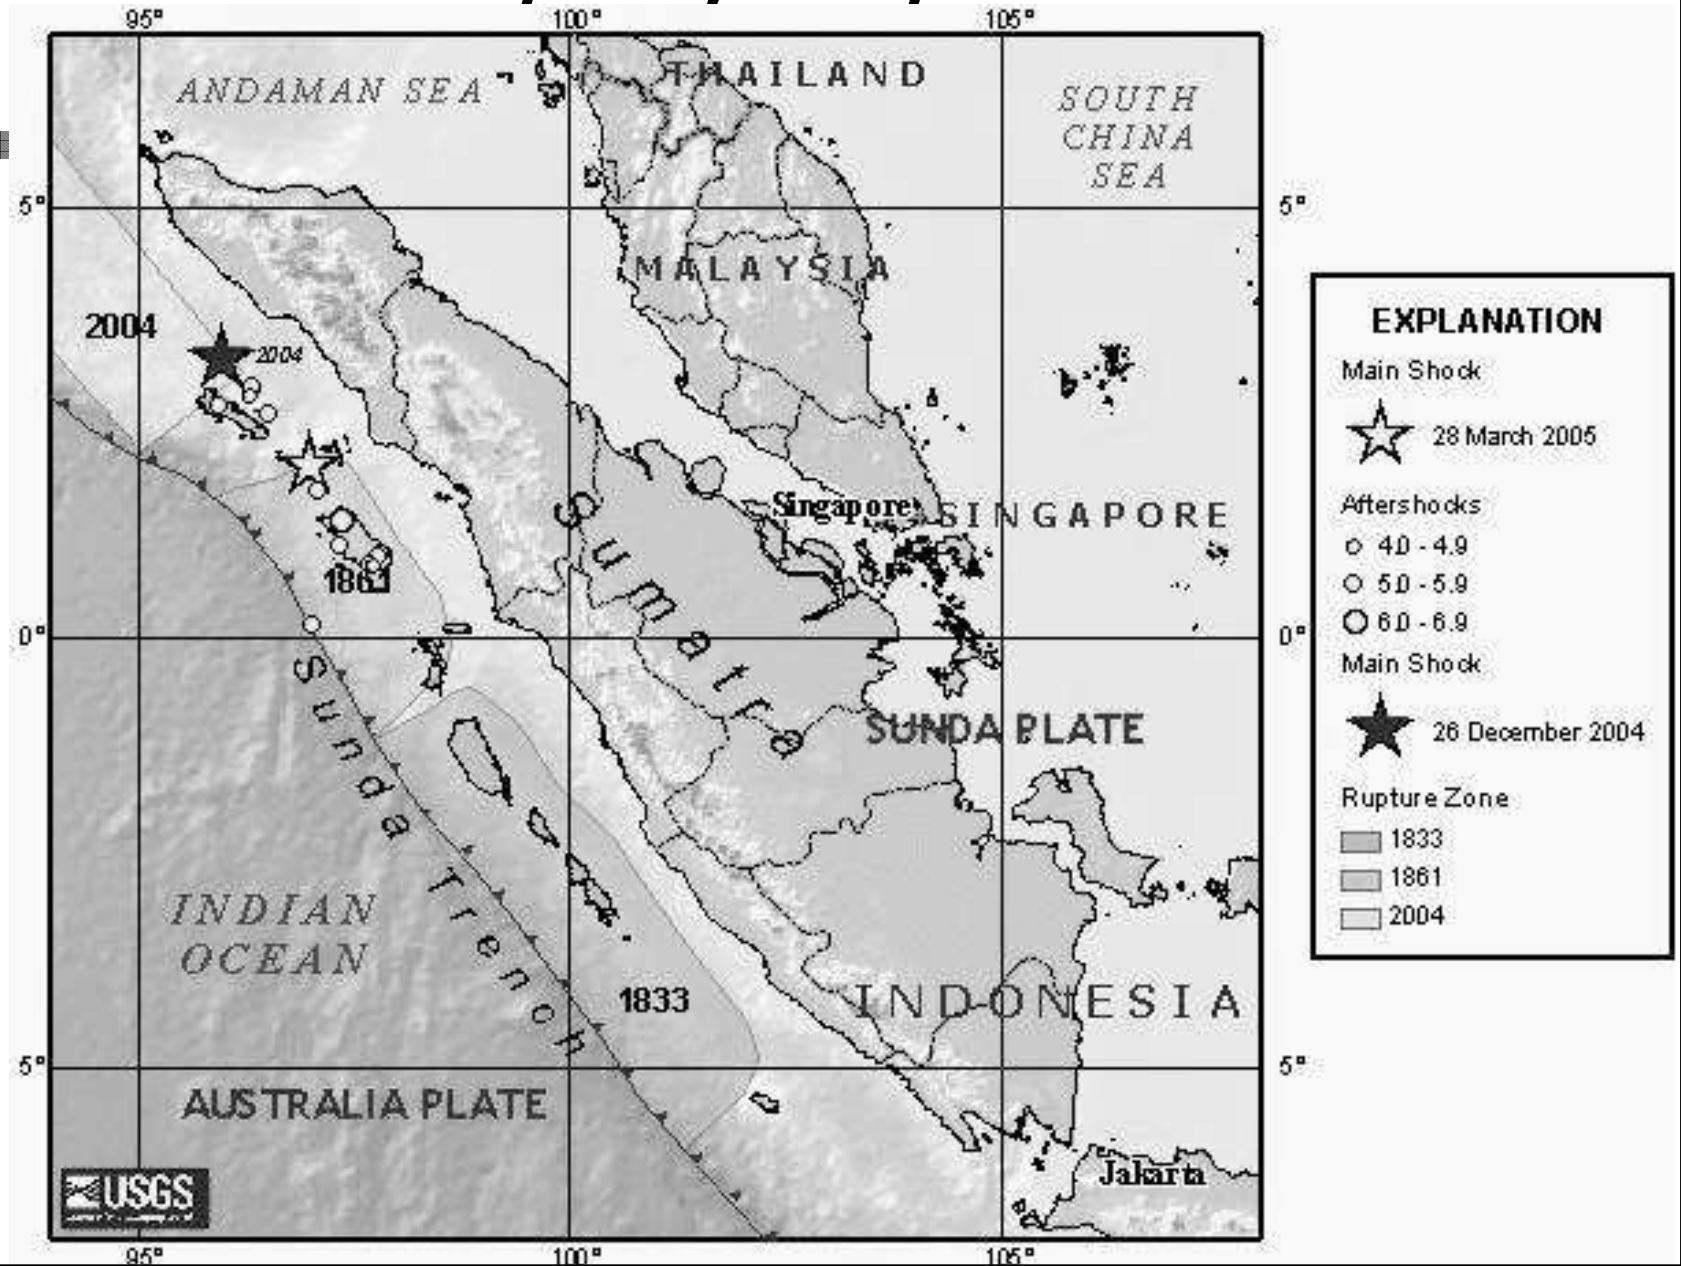 95°
100°
105°
ANDAMAN SEA
THAILAND
SOUTH
CHINA
SEA
5°
5°
MALAYSIA
2004
2004
EXPLANATION
Main Shock
28 March 2005
Aftershocks
4.0 - 4.9
5.0 - 5.9
6.0 - 6.9
Main Shock
26 December 2004
Rupture Zone
1833
1861
2004
Singapore
SINGAPORE
Sumatra
1861
0°
0°
Sunda Trench
SUNDA PLATE
INDIAN
OCEAN
1833
INDONESIA
5°
5°
AUSTRALIA PLATE
Jakarta
USGS
95°
100°
105°